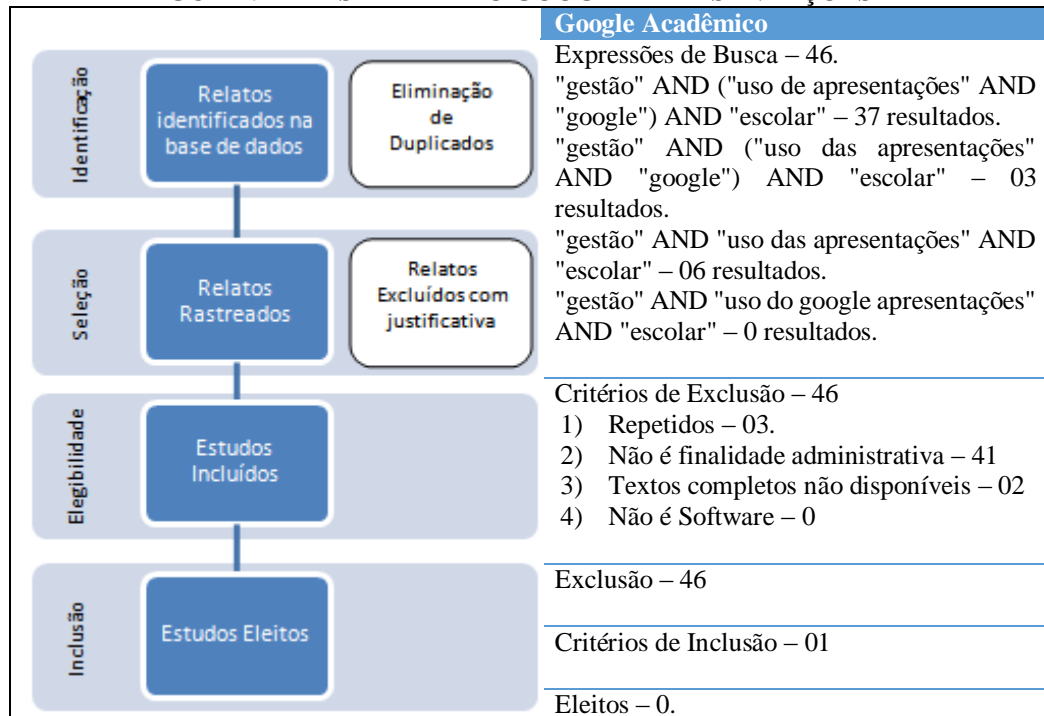 Google Acadêmico
Identificação
Relatos
identificados na
base de dados
Eliminação
de
Duplicados
Expressões de Busca – 46.
"gestão" AND ("uso de apresentações" AND
"google") AND "escolar" – 37 resultados.
"gestão" AND ("uso das apresentações"
AND "google") AND "escolar" – 03
resultados.
"gestão" AND "uso das apresentações" AND
"escolar" – 06 resultados.
"gestão" AND "uso do google apresentações"
AND "escolar" – 0 resultados.
Seleção
Relatos
Rastreados
Relatos
Excluídos com
justificativa
Elegibilidade
Estudos
Incluídos
Critérios de Exclusão – 46
1) Repetidos – 03.
2) Não é finalidade administrativa – 41
3) Textos completos não disponíveis – 02
4) Não é Software – 0
Exclusão – 46
Inclusão
Estudos Eleitos
Critérios de Inclusão – 01
Eleitos – 0.